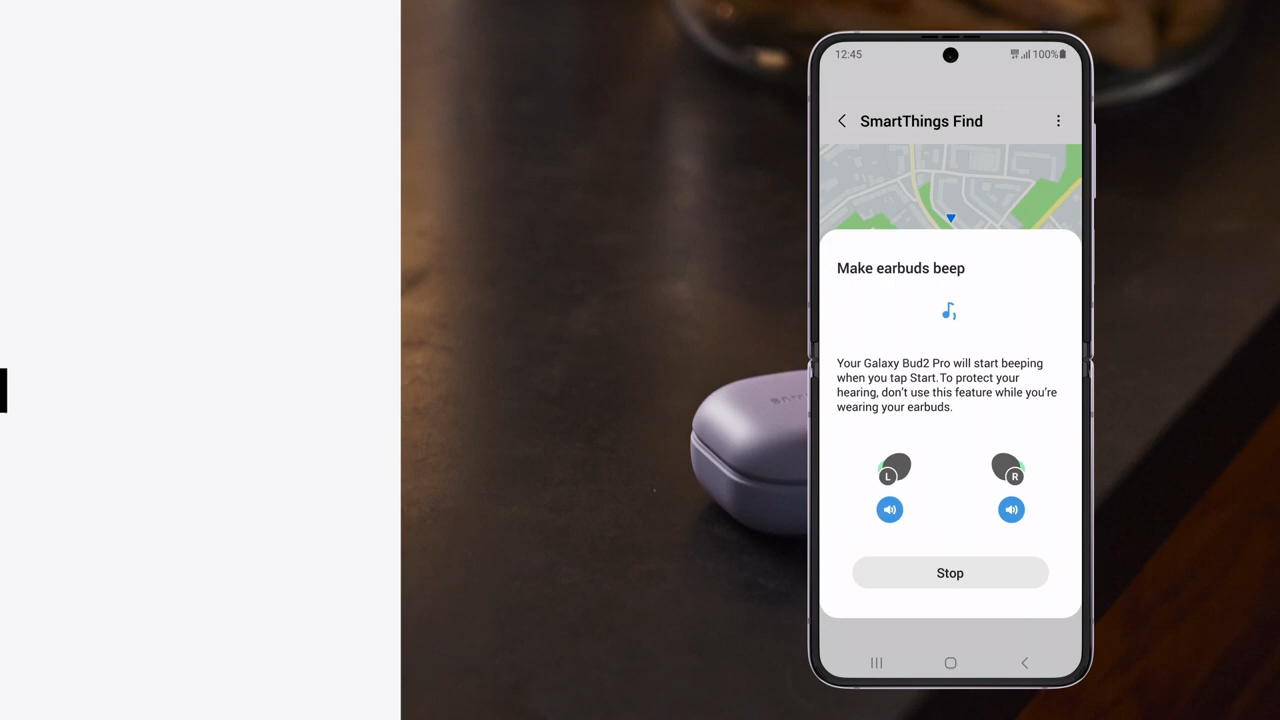 12:45
100%
SmartThings Find
Make earbuds beep
Your Galaxy Bud2 Pro will start beeping
when you tap Start. To protect your
hearing, don't use this feature while you're
wearing your earbuds.
L
R
Stop